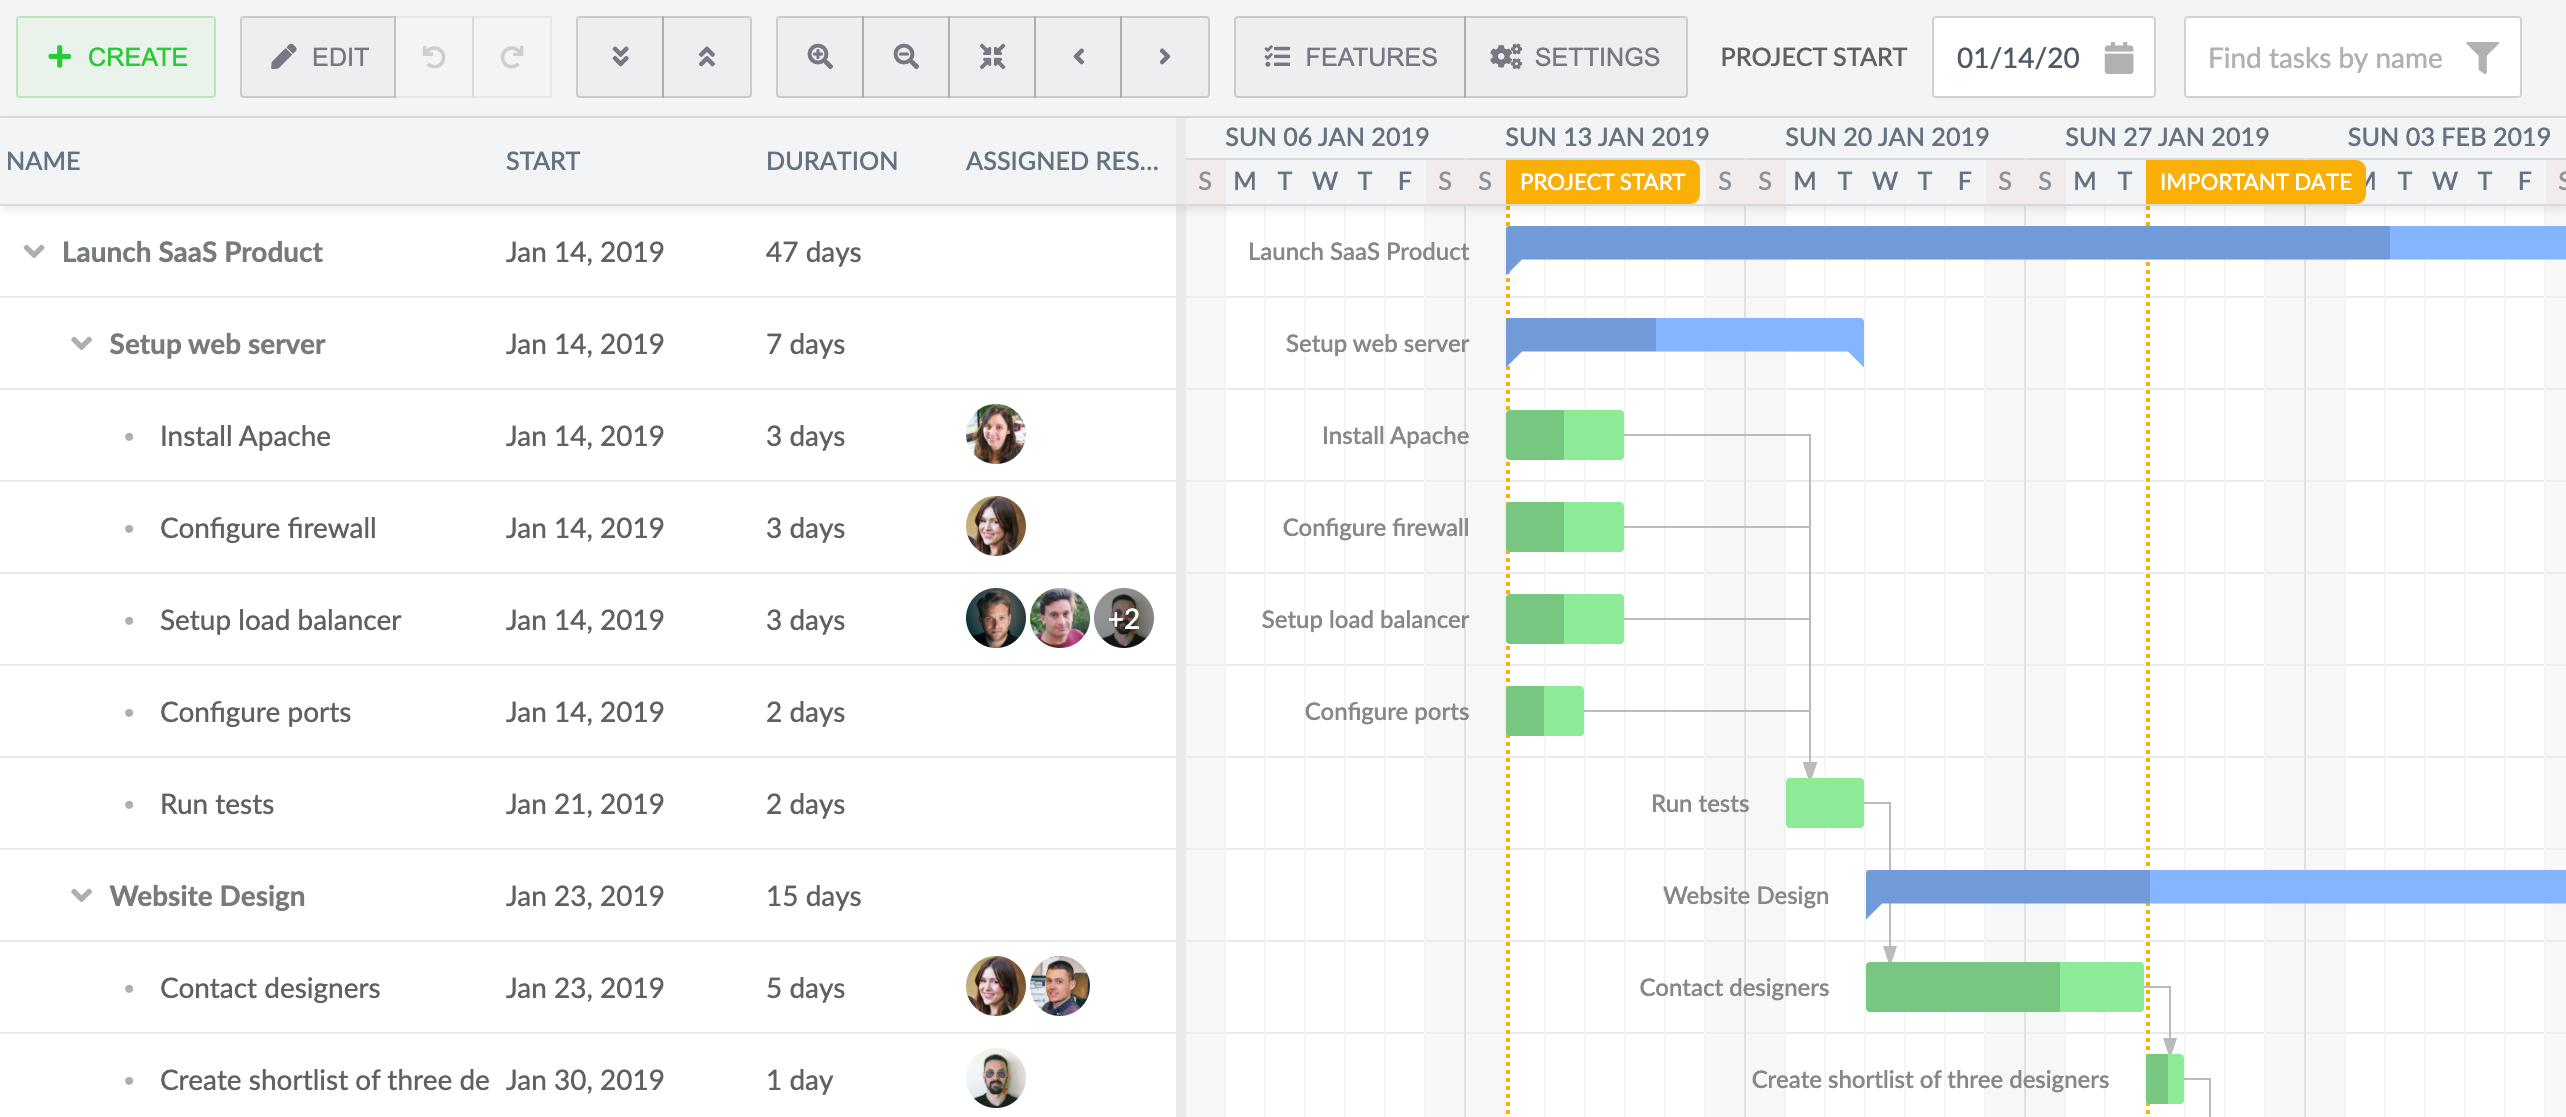 CREATE
EDIT
FEATURES
SETTINGS
PROJECT START
01/14/20
Find tasks by name
NAME
START
DURATION
ASSIGNED RES...
SUN 06 JAN 2019
SUN 13 JAN 2019
SUN 20 JAN 2019
SUN 27 JAN 2019
SUN 03 FEB 2019
S M T W T F S S PROJECT START S S M T W T F S S M T IMPORTANT DATE T W T F S
Launch SaaS Product Jan 14, 2019 47 days Launch SaaS Product
Setup web server Jan 14, 2019 7 days Setup web server
Install Apache Jan 14, 2019 3 days Install Apache
Configure firewall Jan 14, 2019 3 days Configure firewall
Setup load balancer Jan 14, 2019 3 days +2 Setup load balancer
Configure ports Jan 14, 2019 2 days Configure ports
Run tests Jan 21, 2019 2 days Run tests
Website Design Jan 23, 2019 15 days Website Design
Contact designers Jan 23, 2019 5 days Contact designers
Create shortlist of three de Jan 30, 2019 1 day Create shortlist of three designers